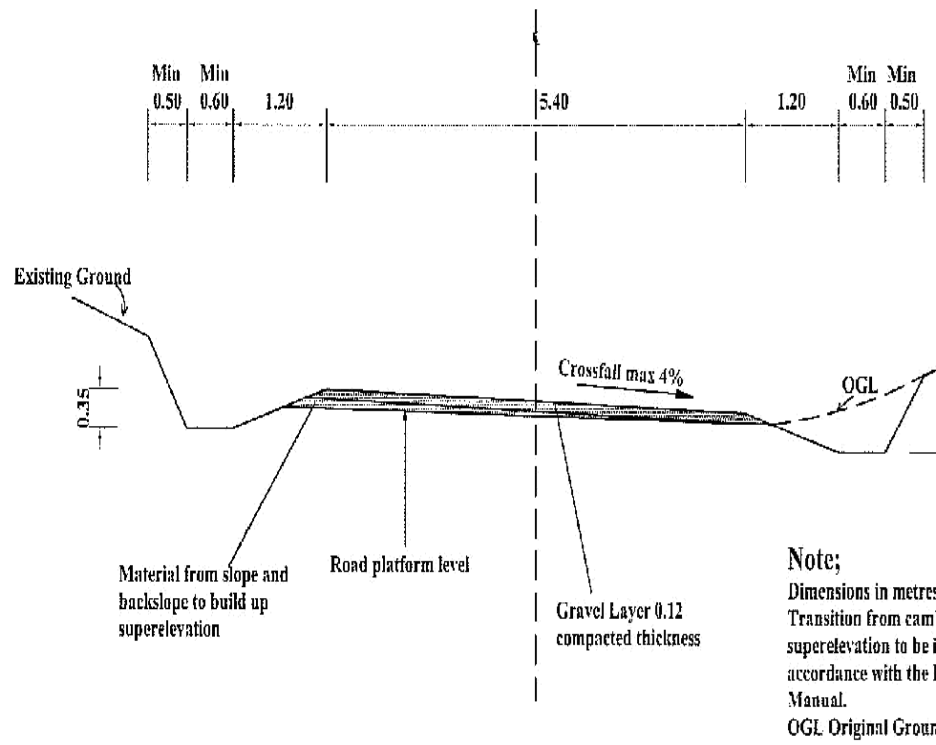 ℄
Min Min Min Min
0.50 0.60 1.20 5.40 1.20 0.60 0.50
Existing Ground
Crossfall max 4%
OGL
0.35
Material from slope and
backslope to build up
superelevation
Road platform level
Gravel Layer 0.12
compacted thickness
Note;
Dimensions in metres
Transition from cam
superelevation to be i
accordance with the
Manual.
OGL Original Groun